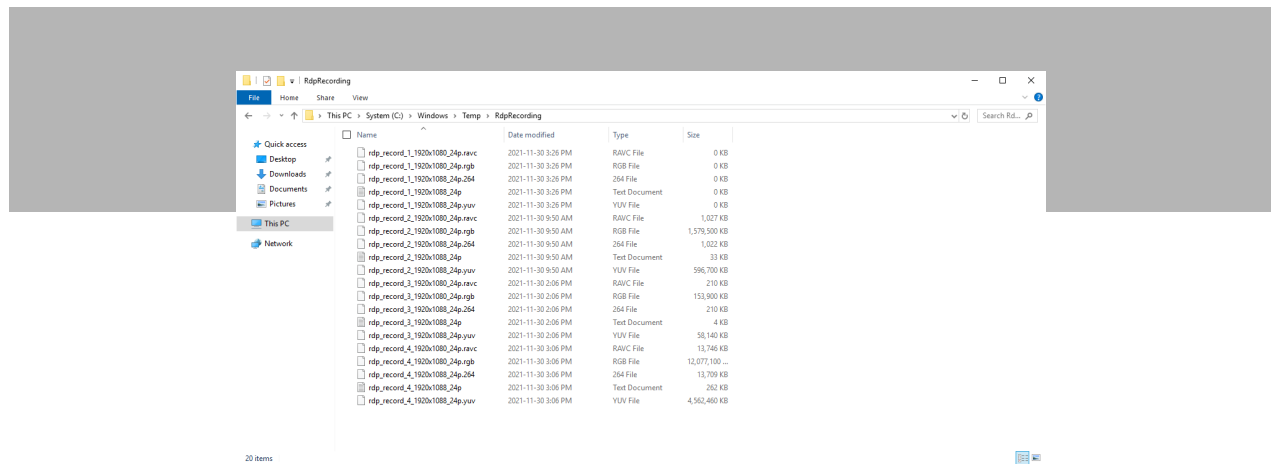 RdpRecording
File Home Share View
This PC > System (C:) > Windows > Temp > RdpRecording Search Rd...
Name Date modified Type Size
Quick access
Desktop
Downloads
Documents
Pictures
This PC
Network
rdp_record_1_1920x1080_24p.ravc 2021-11-30 3:26 PM RAVC File 0 KB
rdp_record_1_1920x1080_24p.rgb 2021-11-30 3:26 PM RGB File 0 KB
rdp_record_1_1920x1088_24p.264 2021-11-30 3:26 PM 264 File 0 KB
rdp_record_1_1920x1088_24p 2021-11-30 3:26 PM Text Document 0 KB
rdp_record_1_1920x1088_24p.yuv 2021-11-30 3:26 PM YUV File 0 KB
rdp_record_2_1920x1080_24p.ravc 2021-11-30 9:50 AM RAVC File 1,027 KB
rdp_record_2_1920x1080_24p.rgb 2021-11-30 9:50 AM RGB File 1,579,500 KB
rdp_record_2_1920x1088_24p.264 2021-11-30 9:50 AM 264 File 1,022 KB
rdp_record_2_1920x1088_24p 2021-11-30 9:50 AM Text Document 33 KB
rdp_record_2_1920x1088_24p.yuv 2021-11-30 9:50 AM YUV File 596,700 KB
rdp_record_3_1920x1080_24p.ravc 2021-11-30 2:06 PM RAVC File 210 KB
rdp_record_3_1920x1080_24p.rgb 2021-11-30 2:06 PM RGB File 153,900 KB
rdp_record_3_1920x1088_24p.264 2021-11-30 2:06 PM 264 File 210 KB
rdp_record_3_1920x1088_24p 2021-11-30 2:06 PM Text Document 4 KB
rdp_record_3_1920x1088_24p.yuv 2021-11-30 2:06 PM YUV File 58,140 KB
rdp_record_4_1920x1080_24p.ravc 2021-11-30 3:06 PM RAVC File 13,746 KB
rdp_record_4_1920x1080_24p.rgb 2021-11-30 3:06 PM RGB File 12,077,100 ...
rdp_record_4_1920x1088_24p.264 2021-11-30 3:06 PM 264 File 13,709 KB
rdp_record_4_1920x1088_24p 2021-11-30 3:06 PM Text Document 262 KB
rdp_record_4_1920x1088_24p.yuv 2021-11-30 3:06 PM YUV File 4,562,460 KB
20 items